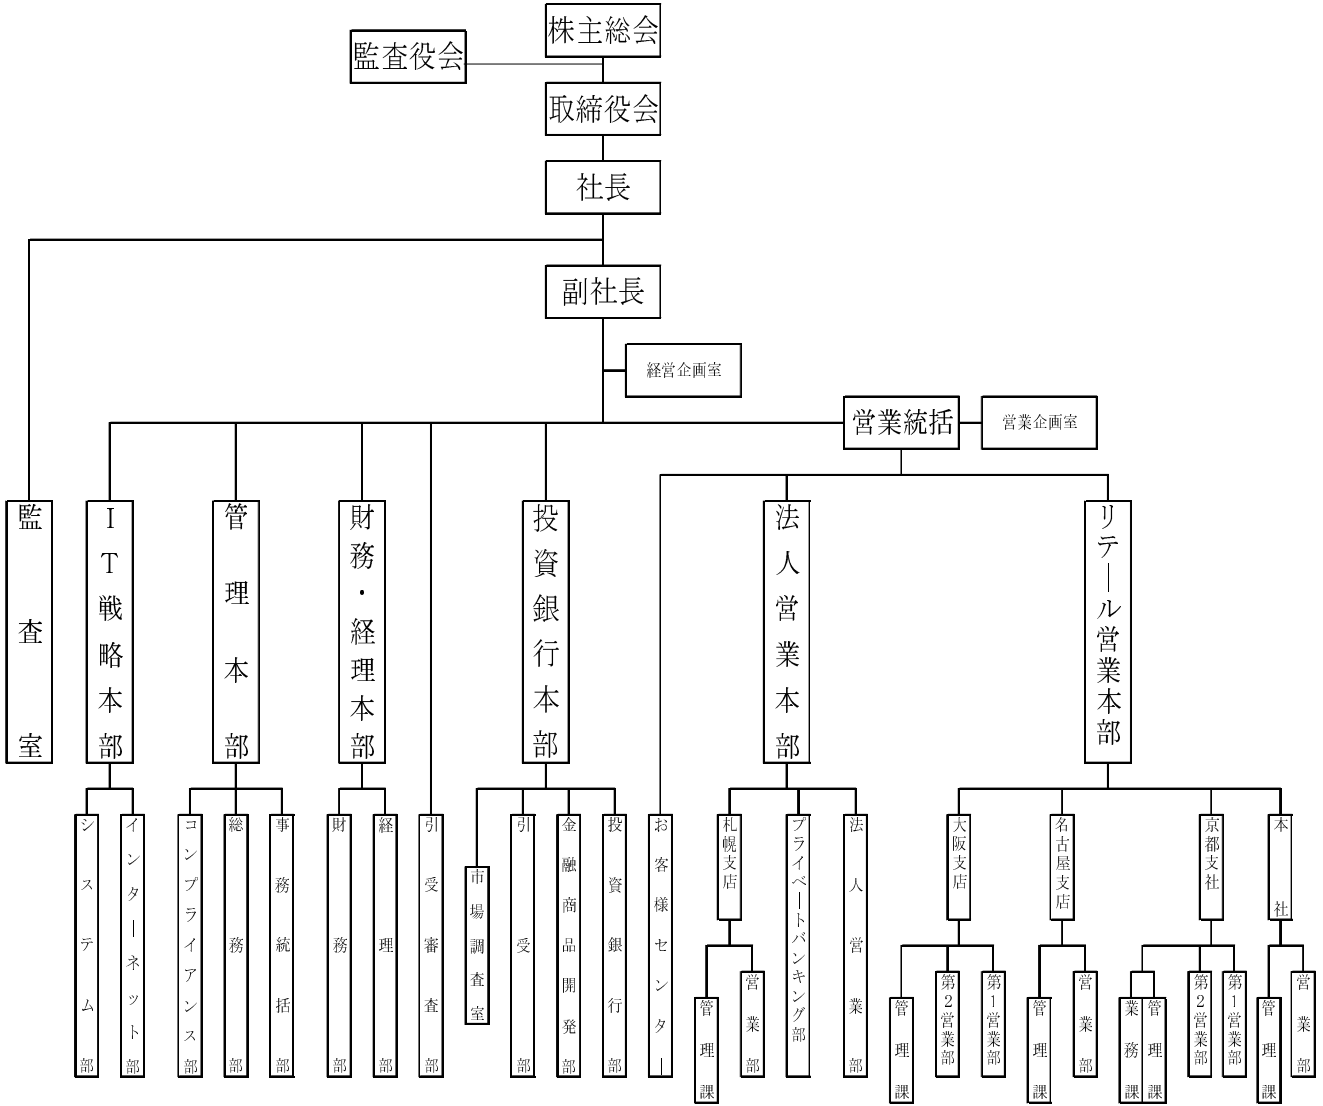 株主総会
監査役会
取締役会
社長
副社長
経営企画室
営業統括
営業企画室
監査室
ＩＴ戦略本部
管理本部
財務・経理本部
投資銀行本部
法人営業本部
リテール営業本部
システム部
インターネット部
コンプライアンス部
総務部
事務統括部
財務部
経理部
引受審査部
市場調査室
引受部
金融商品開発部
投資銀行部
お客様センター
札幌支店
プライベートバンキング部
法人営業部
大阪支店
名古屋支店
京都支社
本社
管理課
営業部
管理課
第2営業部
第1営業部
管理課
営業部
業務課
管理課
第2営業部
第1営業部
管理課
営業部